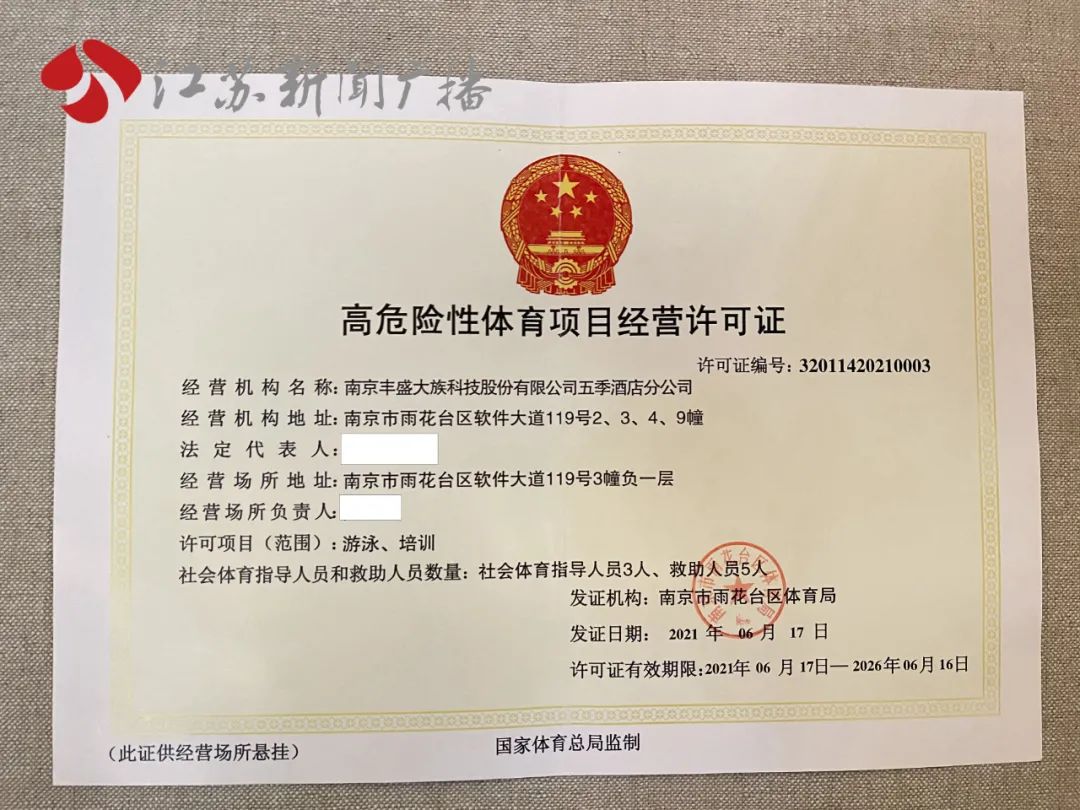 江苏新闻广播
高危险性体育项目经营许可证
许可证编号：32011420210003
经营机构名称：南京丰盛大族科技股份有限公司五季酒店分公司
经营机构地址：南京市雨花台区软件大道119号2、3、4、9幢
法定代表人：
经营场所地址：南京市雨花台区软件大道119号3幢负一层
经营场所负责人：
许可项目（范围）：游泳、培训
社会体育指导人员和救助人员数量：社会体育指导人员3人、救助人员5人
发证机构：南京市雨花台区体育局
发证日期：2021 年 06 月 17 日
许可证有效期限：2021年 06 月 17日—2026年06月16日
（此证供经营场所悬挂）
国家体育总局监制